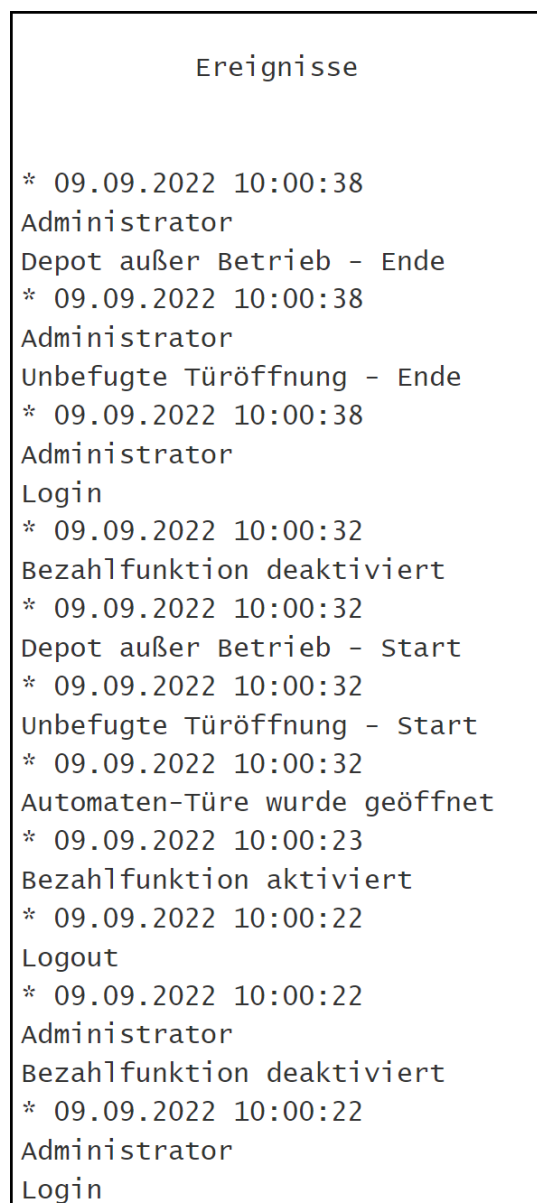 Ereignisse
* 09.09.2022 10:00:38
Administrator
Depot außer Betrieb – Ende
* 09.09.2022 10:00:38
Administrator
Unbefugte Türöffnung – Ende
* 09.09.2022 10:00:38
Administrator
Login
* 09.09.2022 10:00:32
Bezahlfunktion deaktiviert
* 09.09.2022 10:00:32
Depot außer Betrieb – Start
* 09.09.2022 10:00:32
Unbefugte Türöffnung – Start
* 09.09.2022 10:00:32
Automaten-Türe wurde geöffnet
* 09.09.2022 10:00:23
Bezahlfunktion aktiviert
* 09.09.2022 10:00:22
Logout
* 09.09.2022 10:00:22
Administrator
Bezahlfunktion deaktiviert
* 09.09.2022 10:00:22
Administrator
Login